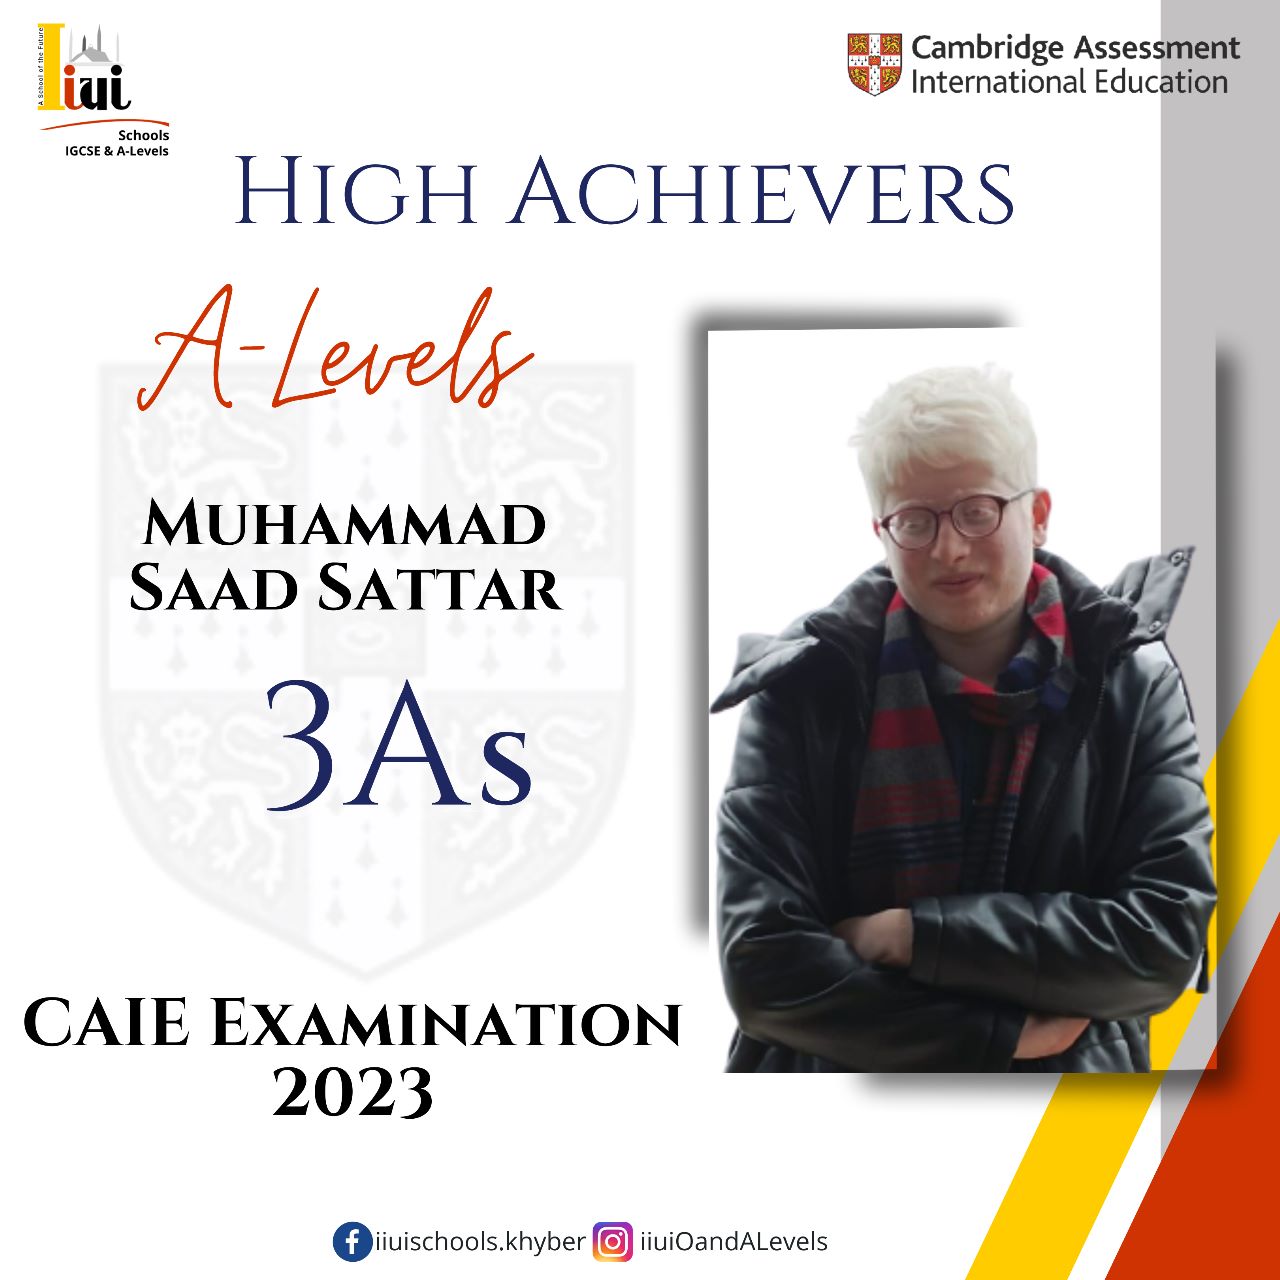 A School of the Future
iiui
Schools
IGCSE & A-Levels
Cambridge Assessment
International Education
High Achievers
A-Levels
Muhammad
Saad Sattar
3As
CAIE Examination
2023
iiuischools.khyber iiuiOandALevels